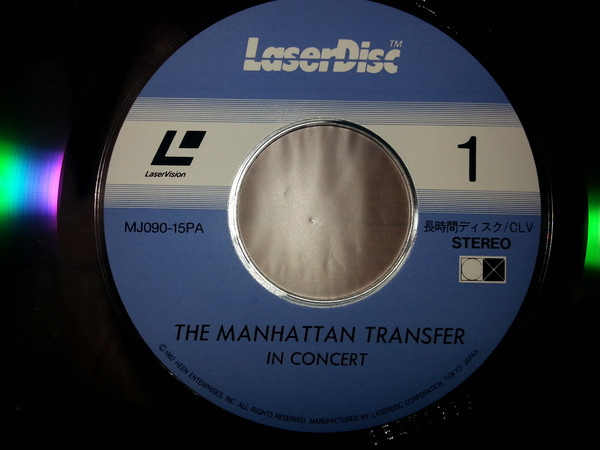 LaserDisc™
LaserVision
1
MJ090-15PA
長時間ディスク/CLV
STEREO
THE MANHATTAN TRANSFER
IN CONCERT
©1982 HEEN ENTERPRISES. INC. ALL RIGHTS RESERVED. MANUFACTURED BY LASERDISC CORPORATION, TOKYO, JAPAN